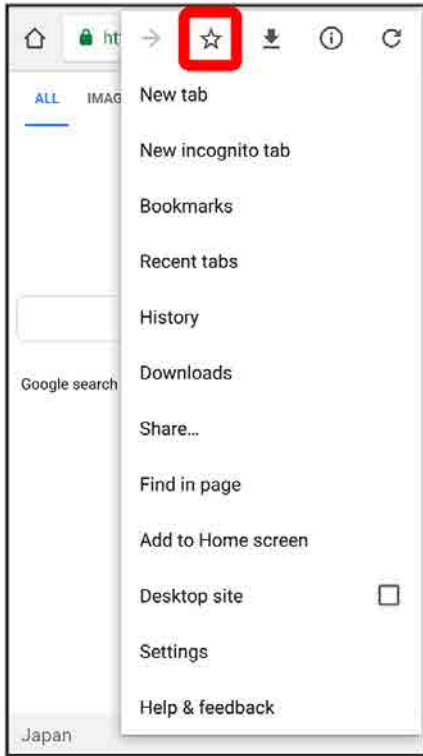 ht
ALL IMAG
New tab
New incognito tab
Bookmarks
Recent tabs
History
Downloads
Google search
Share...
Find in page
Add to Home screen
Desktop site
Settings
Help & feedback
Japan